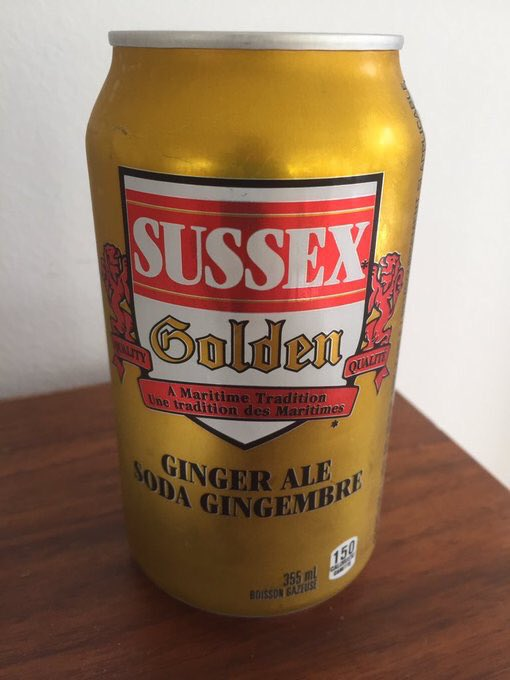 SUSSEX*
Golden
QUALITY
QUALITÉ
A Maritime Tradition
Une tradition des Maritimes
*
GINGER ALE
SODA GINGEMBRE
355 ml
BOISSON GAZEUSE
150